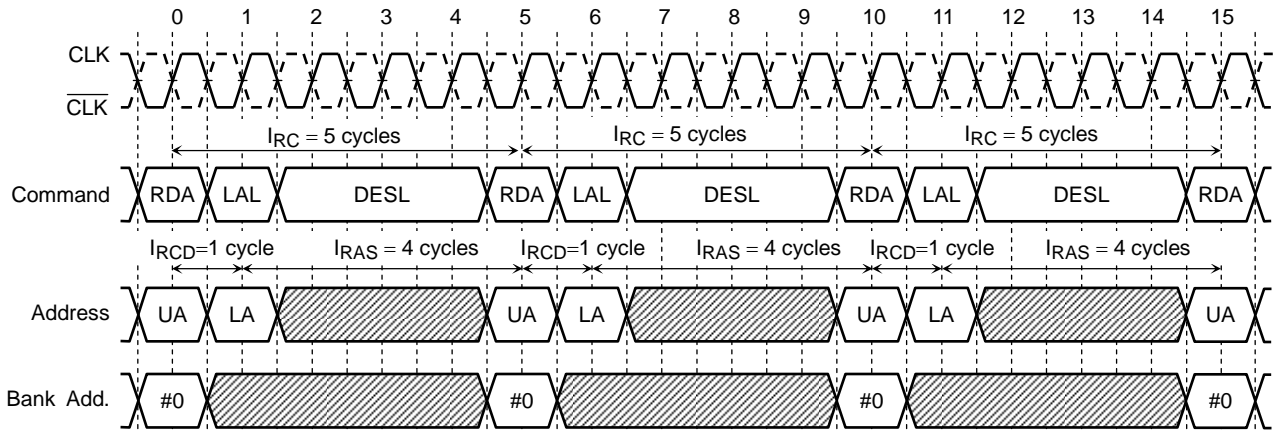 0 1 2 3 4 5 6 7 8 9 10 11 12 13 14 15
CLK
CLK
IRC = 5 cycles IRC = 5 cycles IRC = 5 cycles
Command RDA LAL DESL RDA LAL DESL RDA LAL DESL RDA
IRCD=1 cycle IRAS = 4 cycles IRCD=1 cycle IRAS = 4 cycles IRCD=1 cycle IRAS = 4 cycles
Address UA LA UA LA UA LA UA
Bank Add. #0 #0 #0 #0